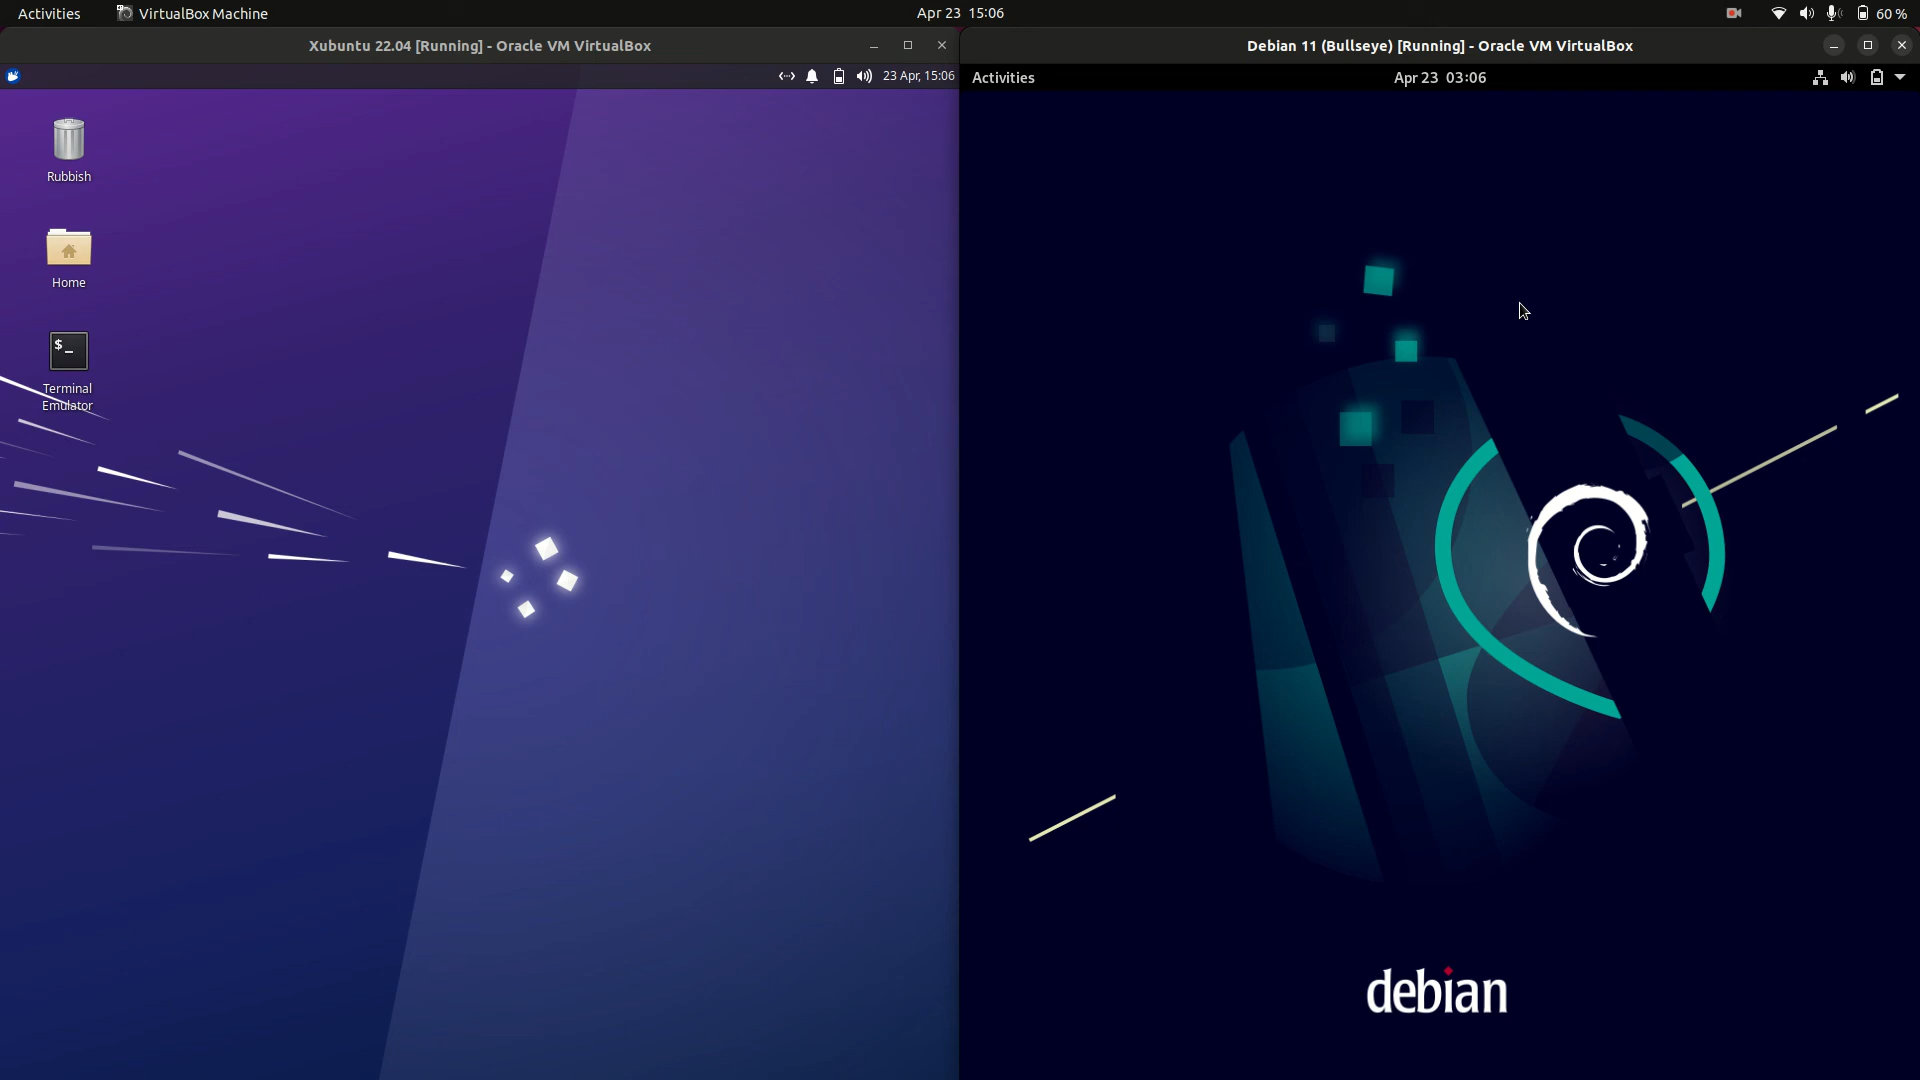 Activities
VirtualBox Machine
Apr 23 15:06
60 %
Xubuntu 22.04 [Running] - Oracle VM VirtualBox
23 Apr, 15:06
Rubbish
Home
$_
Terminal
Emulator
Debian 11 (Bullseye) [Running] - Oracle VM VirtualBox
Activities
Apr 23 03:06
debian